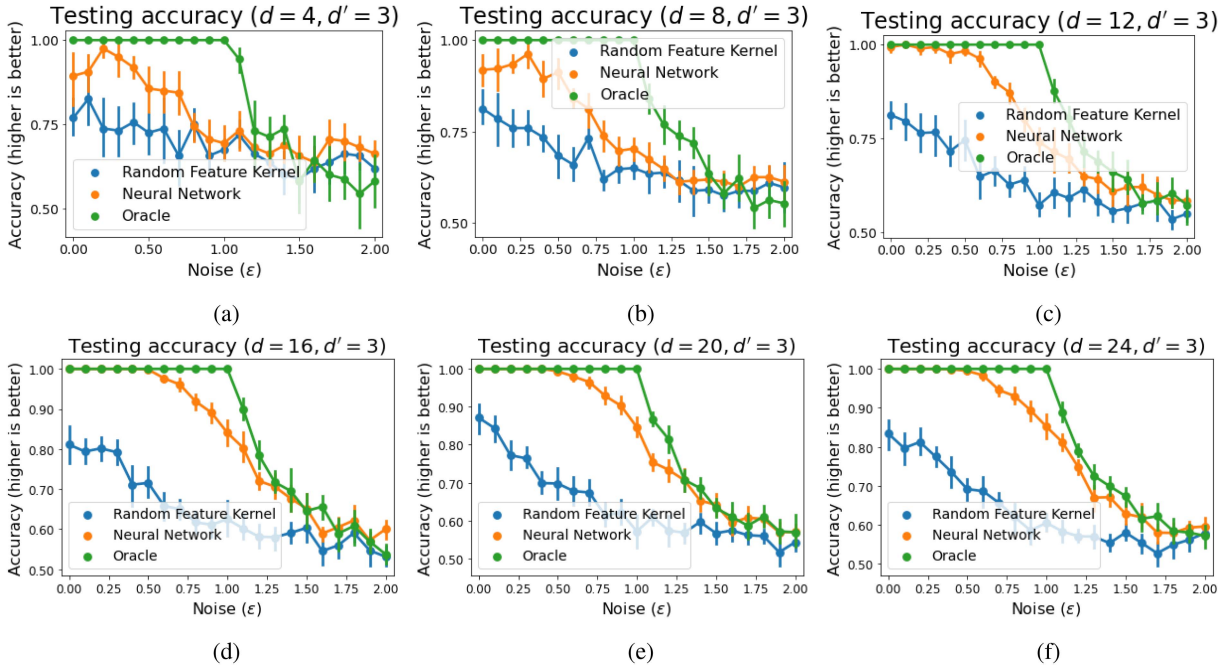 Testing accuracy (d = 4, d′ = 3)
Accuracy (higher is better)
1.00
0.75
0.50
Random Feature Kernel
Neural Network
Oracle
0.00 0.25 0.50 0.75 1.00 1.25 1.50 1.75 2.00
Noise (ε)
(a)
Testing accuracy (d = 8, d′ = 3)
Accuracy (higher is better)
1.00
0.75
0.50
Random Feature Kernel
Neural Network
Oracle
0.00 0.25 0.50 0.75 1.00 1.25 1.50 1.75 2.00
Noise (ε)
(b)
Testing accuracy (d = 12, d′ = 3)
Accuracy (higher is better)
1.00
0.75
0.50
Random Feature Kernel
Neural Network
Oracle
0.00 0.25 0.50 0.75 1.00 1.25 1.50 1.75 2.00
Noise (ε)
(c)
Testing accuracy (d = 16, d′ = 3)
Accuracy (higher is better)
1.00
0.90
0.80
0.70
0.60
0.50
Random Feature Kernel
Neural Network
Oracle
0.00 0.25 0.50 0.75 1.00 1.25 1.50 1.75 2.00
Noise (ε)
(d)
Testing accuracy (d = 20, d′ = 3)
Accuracy (higher is better)
1.00
0.90
0.80
0.70
0.60
0.50
Random Feature Kernel
Neural Network
Oracle
0.00 0.25 0.50 0.75 1.00 1.25 1.50 1.75 2.00
Noise (ε)
(e)
Testing accuracy (d = 24, d′ = 3)
Accuracy (higher is better)
1.00
0.90
0.80
0.70
0.60
0.50
Random Feature Kernel
Neural Network
Oracle
0.00 0.25 0.50 0.75 1.00 1.25 1.50 1.75 2.00
Noise (ε)
(f)